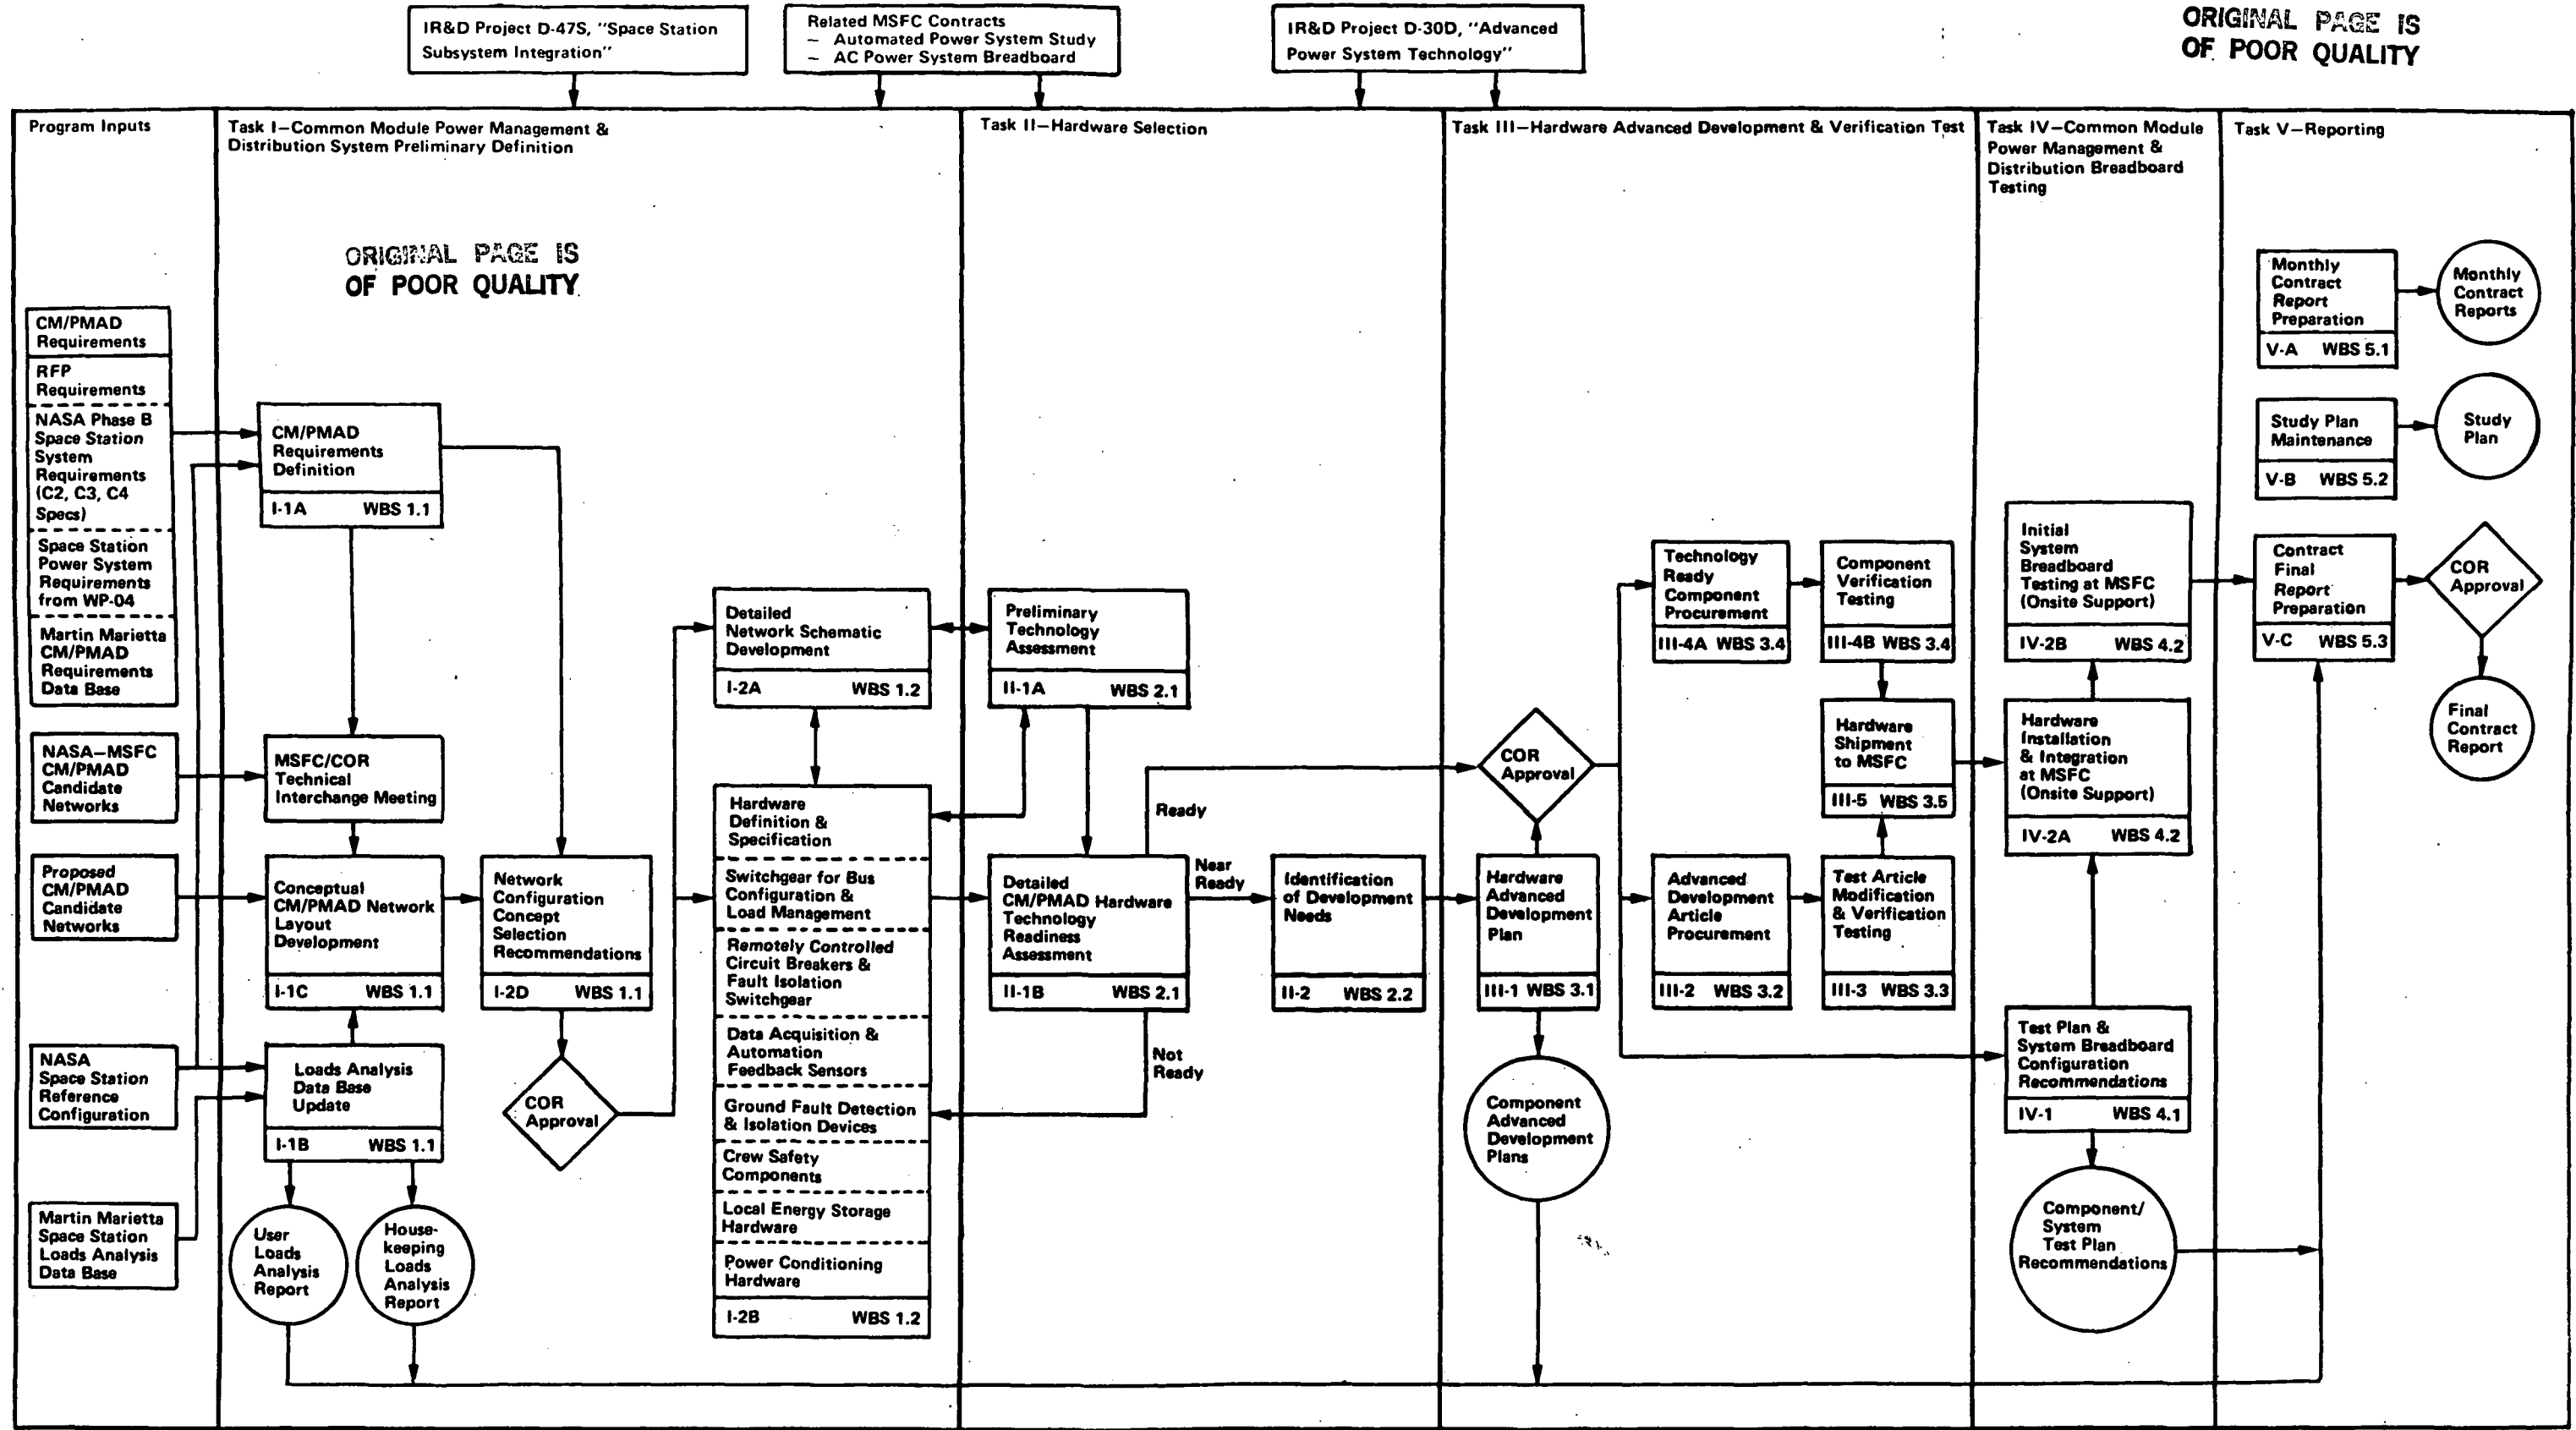 IR&D Project D-47S, "Space Station
Subsystem Integration"
Related MSFC Contracts
– Automated Power System Study
– AC Power System Breadboard
IR&D Project D-30D, "Advanced
Power System Technology"
ORIGINAL PAGE IS
OF POOR QUALITY
Program Inputs
Task I–Common Module Power Management &
Distribution System Preliminary Definition
Task II–Hardware Selection
Task III–Hardware Advanced Development & Verification Test
Task IV–Common Module
Power Management &
Distribution Breadboard
Testing
Task V–Reporting
ORIGINAL PAGE IS
OF POOR QUALITY
CM/PMAD
Requirements
RFP
Requirements
NASA Phase B
Space Station
System
Requirements
(C2, C3, C4
Specs)
Space Station
Power System
Requirements
from WP-04
Martin Marietta
CM/PMAD
Requirements
Data Base
NASA–MSFC
CM/PMAD
Candidate
Networks
Proposed
CM/PMAD
Candidate
Networks
NASA
Space Station
Reference
Configuration
Martin Marietta
Space Station
Loads Analysis
Data Base
CM/PMAD
Requirements
Definition
I-1A WBS 1.1
MSFC/COR
Technical
Interchange Meeting
Conceptual
CM/PMAD Network
Layout
Development
I-1C WBS 1.1
Loads Analysis
Data Base
Update
I-1B WBS 1.1
User
Loads
Analysis
Report
House-
keeping
Loads
Analysis
Report
Network
Configuration
Concept
Selection
Recommendations
I-2D WBS 1.1
COR
Approval
Detailed
Network Schematic
Development
I-2A WBS 1.2
Hardware
Definition &
Specification
Switchgear for Bus
Configuration &
Load Management
Remotely Controlled
Circuit Breakers &
Fault Isolation
Switchgear
Data Acquisition &
Automation
Feedback Sensors
Ground Fault Detection
& Isolation Devices
Crew Safety
Components
Local Energy Storage
Hardware
Power Conditioning
Hardware
I-2B WBS 1.2
Preliminary
Technology
Assessment
II-1A WBS 2.1
Ready
Detailed
CM/PMAD Hardware
Technology
Readiness
Assessment
II-1B WBS 2.1
Near
Ready
Not
Ready
Identification
of Development
Needs
II-2 WBS 2.2
COR
Approval
Hardware
Advanced
Development
Plan
III-1 WBS 3.1
Component
Advanced
Development
Plans
Technology
Ready
Component
Procurement
III-4A WBS 3.4
Component
Verification
Testing
III-4B WBS 3.4
Hardware
Shipment
to MSFC
III-5 WBS 3.5
Advanced
Development
Article
Procurement
III-2 WBS 3.2
Test Article
Modification
& Verification
Testing
III-3 WBS 3.3
Initial
System
Breadboard
Testing at MSFC
(Onsite Support)
IV-2B WBS 4.2
Hardware
Installation
& Integration
at MSFC
(Onsite Support)
IV-2A WBS 4.2
Test Plan &
System Breadboard
Configuration
Recommendations
IV-1 WBS 4.1
Component/
System
Test Plan
Recommendations
Monthly
Contract
Report
Preparation
V-A WBS 5.1
Monthly
Contract
Reports
Study Plan
Maintenance
V-B WBS 5.2
Study
Plan
Contract
Final
Report
Preparation
V-C WBS 5.3
COR
Approval
Final
Contract
Report